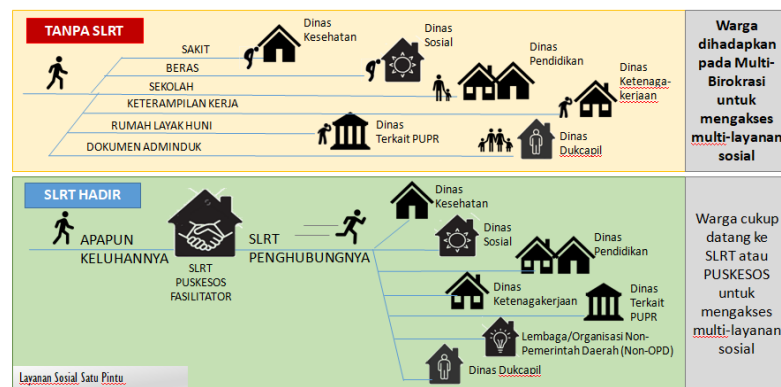 TANPA SLRT
SAKIT
BERAS
SEKOLAH
KETERAMPILAN KERJA
RUMAH LAYAK HUNI
DOKUMEN ADMINDUK
Dinas
Kesehatan
Dinas
Sosial
Dinas
Pendidikan
Dinas
Ketenaga-
kerjaan
Dinas
Terkait PUPR
Dinas
Dukcapil
Warga
dihadapkan
pada Multi-
Birokrasi
untuk
mengakses
multi-layanan
sosial
SLRT HADIR
APAPUN
KELUHANNYA
SLRT
PUSKESOS
FASILITATOR
SLRT
PENGHUBUNGNYA
Dinas
Kesehatan
Dinas
Sosial
Dinas
Pendidikan
Dinas
Ketenagakerjaan
Dinas
Terkait
PUPR
Lembaga/Organisasi Non-
Pemerintah Daerah (Non-OPD)
Dinas Dukcapil
Warga cukup
datang ke
SLRT atau
PUSKESOS
untuk
mengakses
multi-layanan
sosial
Layanan Sosial Satu Pintu